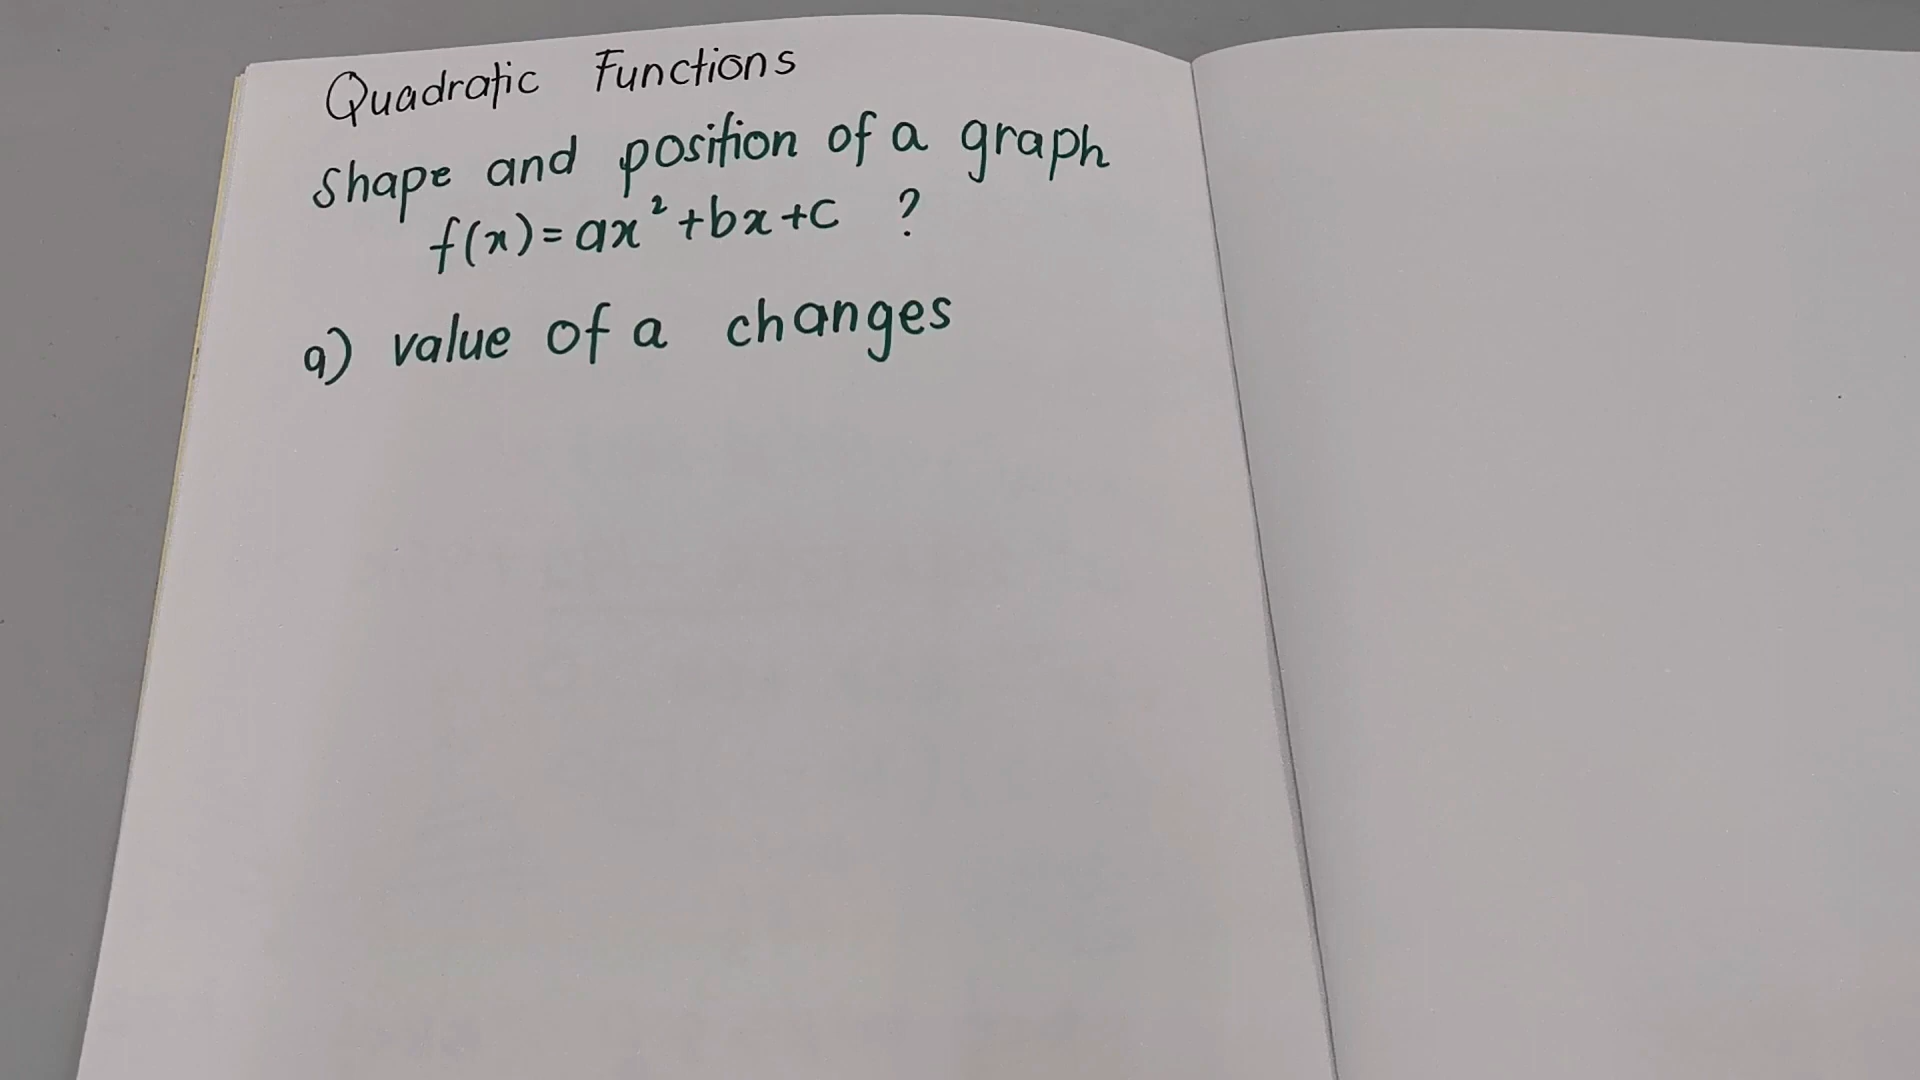 Quadratic Functions
shape and position of a graph
f(x) = ax² + bx + c ?
a) value of a changes